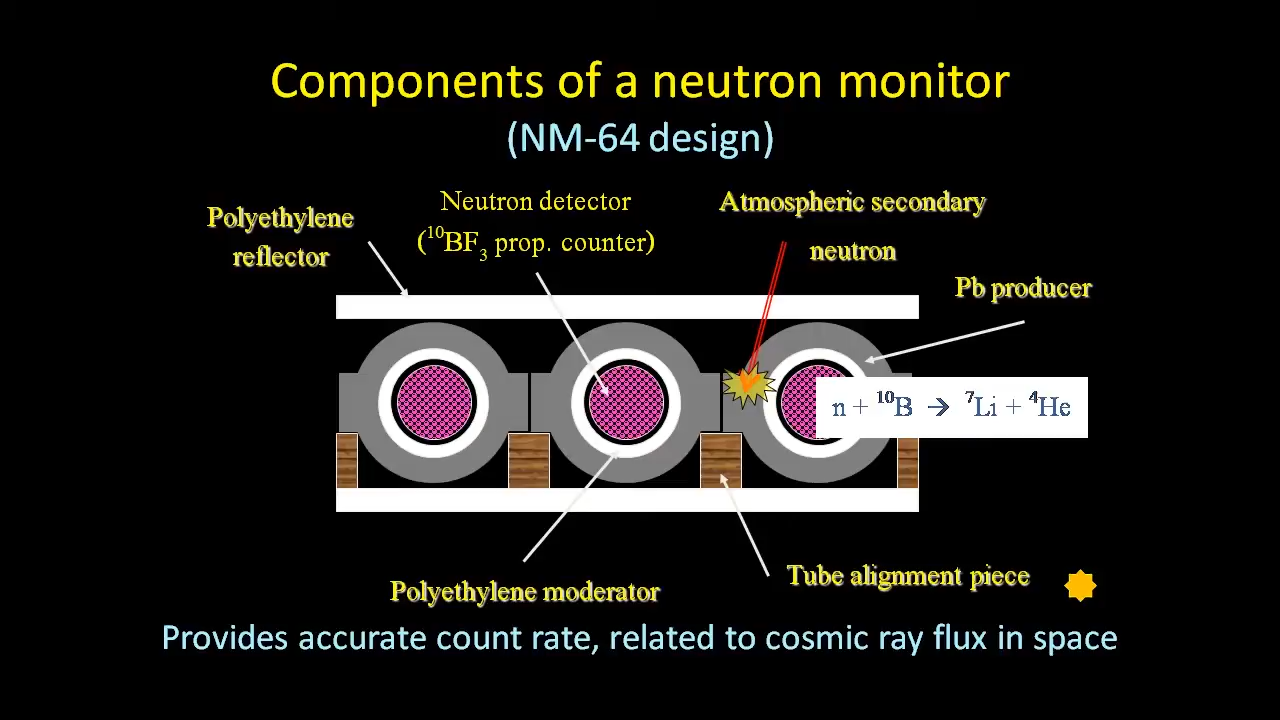 Components of a neutron monitor
(NM-64 design)
Polyethylene
reflector
Neutron detector
(¹⁰BF₃ prop. counter)
Atmospheric secondary
neutron
Pb producer
n + ¹⁰B → ⁷Li + ⁴He
Polyethylene moderator
Tube alignment piece
Provides accurate count rate, related to cosmic ray flux in space